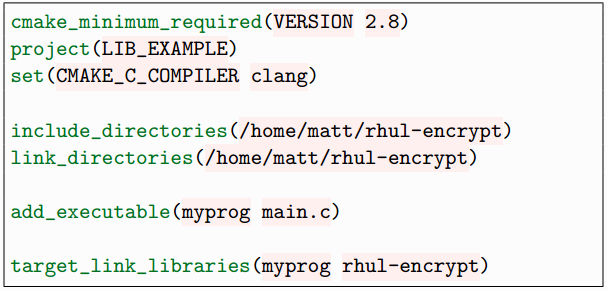 cmake_minimum_required(VERSION 2.8)
project(LIB_EXAMPLE)
set(CMAKE_C_COMPILER clang)
include_directories(/home/matt/rhul-encrypt)
link_directories(/home/matt/rhul-encrypt)
add_executable(myprog main.c)
target_link_libraries(myprog rhul-encrypt)